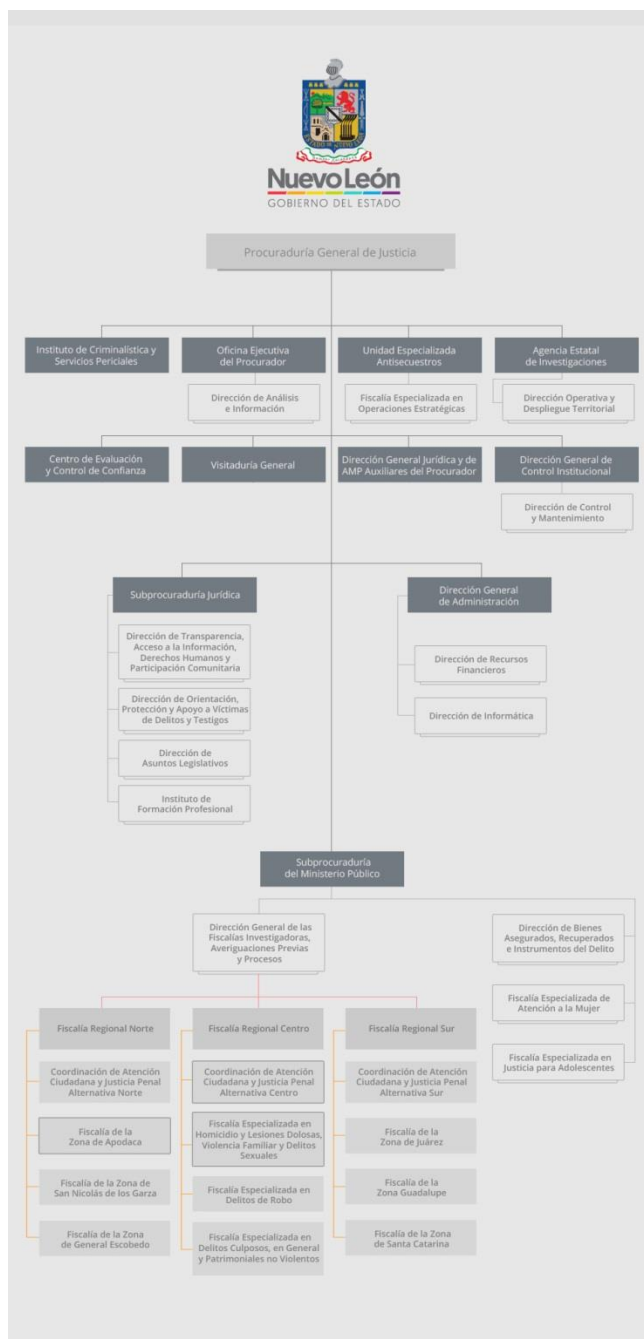 Nuevo León
GOBIERNO DEL ESTADO
Procuraduría General de Justicia
Instituto de Criminalística y
Servicios Periciales
Oficina Ejecutiva
del Procurador
Unidad Especializada
Antisecuestros
Agencia Estatal
de Investigaciones
Dirección de Análisis
e Información
Fiscalía Especializada en
Operaciones Estratégicas
Dirección Operativa y
Despliegue Territorial
Centro de Evaluación
y Control de Confianza
Visitaduría General
Dirección General Jurídica y de
AMP Auxiliares del Procurador
Dirección General de
Control Institucional
Dirección de Control
y Mantenimiento
Subprocuraduría Jurídica
Dirección General
de Administración
Dirección de Transparencia,
Acceso a la Información,
Derechos Humanos y
Participación Comunitaria
Dirección de Orientación,
Protección y Apoyo a Víctimas
de Delitos y Testigos
Dirección de
Asuntos Legislativos
Instituto de
Formación Profesional
Dirección de Recursos
Financieros
Dirección de Informática
Subprocuraduría
del Ministerio Público
Dirección General de las
Fiscalías Investigadoras,
Averiguaciones Previas
y Procesos
Dirección de Bienes
Asegurados, Recuperados
e Instrumentos del Delito
Fiscalía Especializada de
Atención a la Mujer
Fiscalía Especializada en
Justicia para Adolescentes
Fiscalía Regional Norte
Coordinación de Atención
Ciudadana y Justicia Penal
Alternativa Norte
Fiscalía de la
Zona de Apodaca
Fiscalía de la Zona de
San Nicolás de los Garza
Fiscalía de la Zona
de General Escobedo
Fiscalía Regional Centro
Coordinación de Atención
Ciudadana y Justicia Penal
Alternativa Centro
Fiscalía Especializada en
Homicidio y Lesiones Dolosas,
Violencia Familiar y Delitos
Sexuales
Fiscalía Especializada en
Delitos de Robo
Fiscalía Especializada en
Delitos Culposos, en General
y Patrimoniales no Violentos
Fiscalía Regional Sur
Coordinación de Atención
Ciudadana y Justicia Penal
Alternativa Sur
Fiscalía de la
Zona de Juárez
Fiscalía de la
Zona Guadalupe
Fiscalía de la Zona
de Santa Catarina